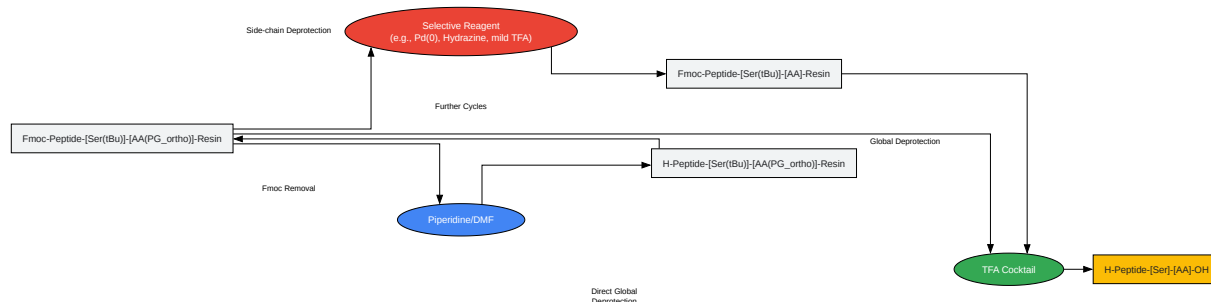 Side-chain Deprotection
Selective Reagent
(e.g., Pd(0), Hydrazine, mild TFA)
Fmoc-Peptide-[Ser(tBu)]-[AA]-Resin
Further Cycles
Fmoc-Peptide-[Ser(tBu)]-[AA(PG_ortho)]-Resin
Global Deprotection
H-Peptide-[Ser(tBu)]-[AA(PG_ortho)]-Resin
Fmoc Removal
Piperidine/DMF
TFA Cocktail
H-Peptide-[Ser]-[AA]-OH
Direct Global
Deprotection